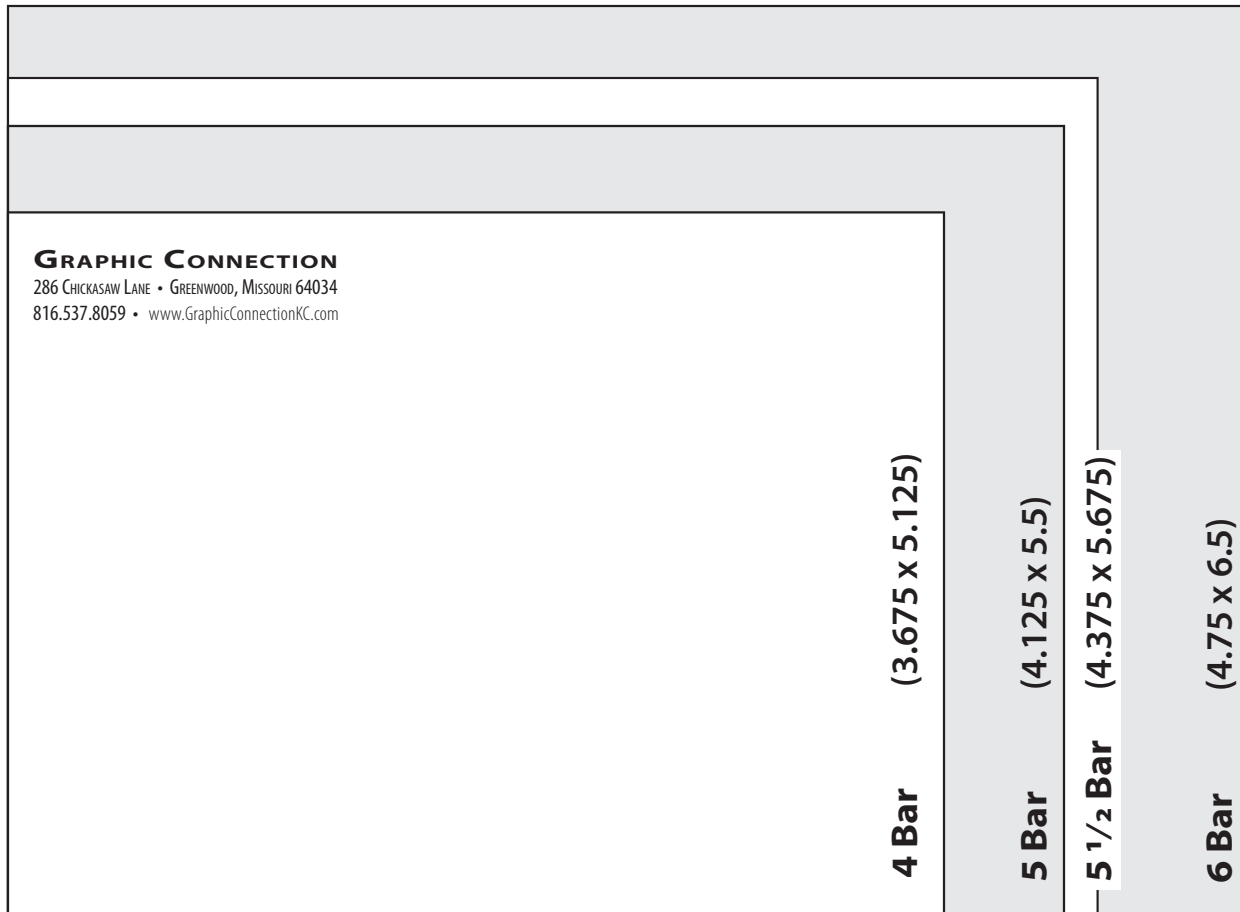 GRAPHIC CONNECTION
286 CHICKASAW LANE • GREENWOOD, MISSOURI 64034
816.537.8059 • www.GraphicConnectionKC.com
4 Bar (3.675 x 5.125)
5 Bar (4.125 x 5.5)
5 1/2 Bar (4.375 x 5.675)
6 Bar (4.75 x 6.5)